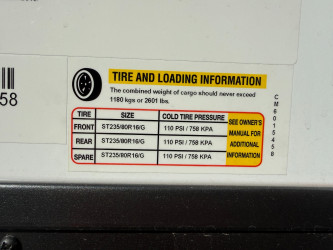 58
TIRE AND LOADING INFORMATION
The combined weight of cargo should never exceed
1180 kgs or 2601 lbs.
TIRE SIZE COLD TIRE PRESSURE SEE OWNER'S
FRONT ST235/80R16/G 110 PSI / 758 KPA MANUAL FOR
REAR ST235/80R16/G 110 PSI / 758 KPA ADDITIONAL
SPARE ST235/80R16/G 110 PSI / 758 KPA INFORMATION
CM6015458